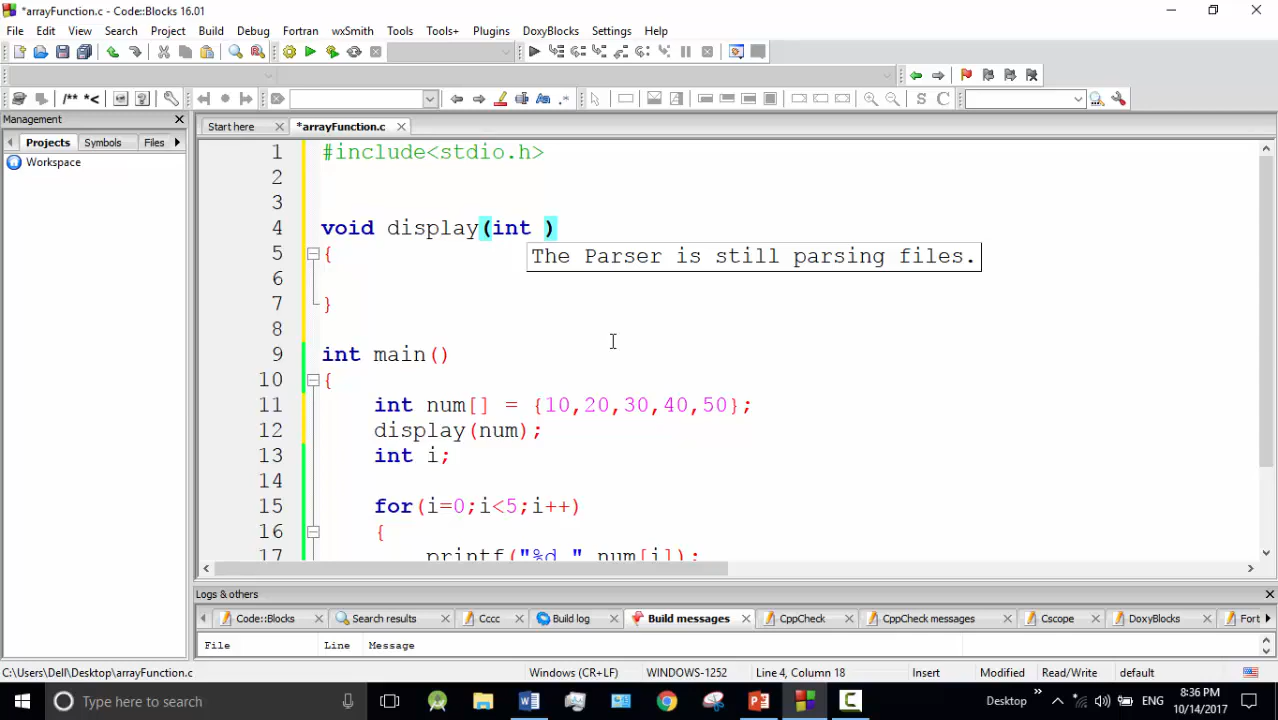 *arrayFunction.c - Code::Blocks 16.01
File Edit View Search Project Build Debug Fortran wxSmith Tools Tools+ Plugins DoxyBlocks Settings Help
/** *<
S C
Management
Projects Symbols Files
Workspace
Start here *arrayFunction.c
1 #include<stdio.h>
2
3
4 void display(int )
5 {
The Parser is still parsing files.
6
7 }
8
9 int main()
10 {
11 int num[] = {10,20,30,40,50};
12 display(num);
13 int i;
14
15 for(i=0;i<5;i++)
16 {
17 printf("%d ",num[i]);
Logs & others
Code::Blocks Search results Cccc Build log Build messages CppCheck CppCheck messages Cscope DoxyBlocks Fort
File Line Message
C:\Users\Dell\Desktop\arrayFunction.c Windows (CR+LF) WINDOWS-1252 Line 4, Column 18 Insert Modified Read/Write default
Type here to search Desktop ENG 8:36 PM
10/14/2017